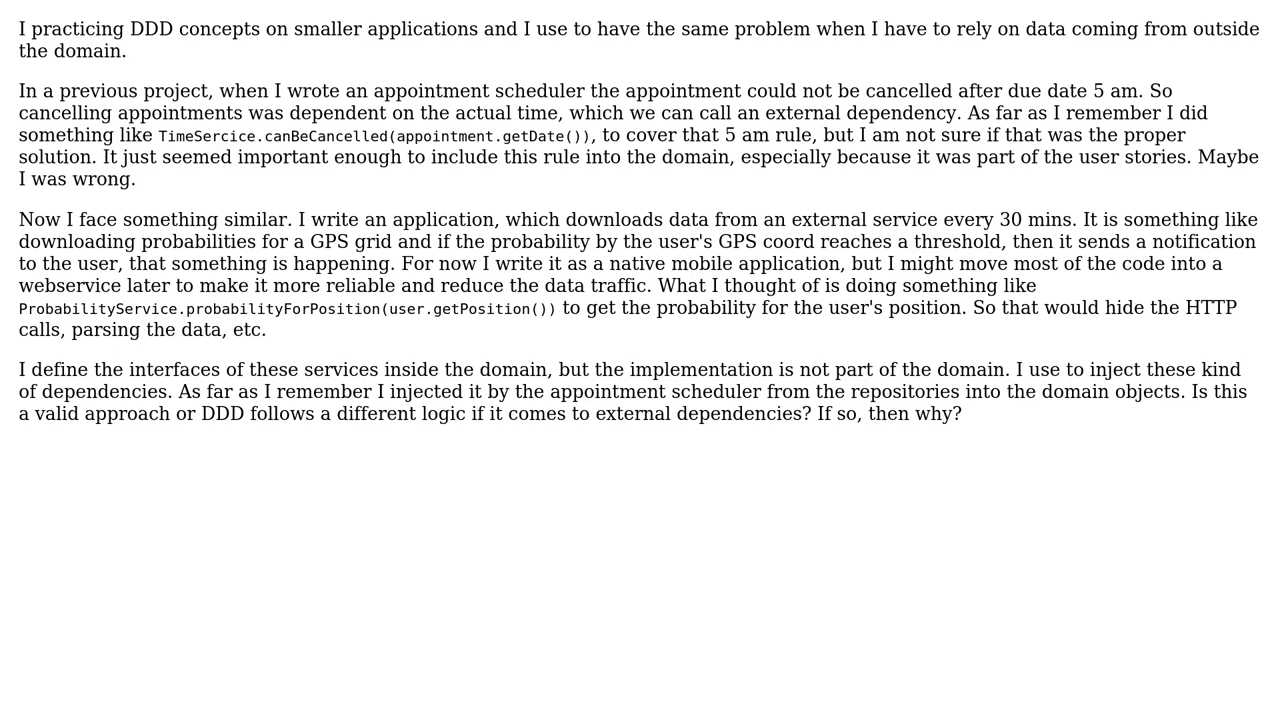 I practicing DDD concepts on smaller applications and I use to have the same problem when I have to rely on data coming from outside
the domain.
In a previous project, when I wrote an appointment scheduler the appointment could not be cancelled after due date 5 am. So
cancelling appointments was dependent on the actual time, which we can call an external dependency. As far as I remember I did
something like TimeSercice.canBeCancelled(appointment.getDate()), to cover that 5 am rule, but I am not sure if that was the proper
solution. It just seemed important enough to include this rule into the domain, especially because it was part of the user stories. Maybe
I was wrong.
Now I face something similar. I write an application, which downloads data from an external service every 30 mins. It is something like
downloading probabilities for a GPS grid and if the probability by the user's GPS coord reaches a threshold, then it sends a notification
to the user, that something is happening. For now I write it as a native mobile application, but I might move most of the code into a
webservice later to make it more reliable and reduce the data traffic. What I thought of is doing something like
ProbabilityService.probabilityForPosition(user.getPosition()) to get the probability for the user's position. So that would hide the HTTP
calls, parsing the data, etc.
I define the interfaces of these services inside the domain, but the implementation is not part of the domain. I use to inject these kind
of dependencies. As far as I remember I injected it by the appointment scheduler from the repositories into the domain objects. Is this
a valid approach or DDD follows a different logic if it comes to external dependencies? If so, then why?